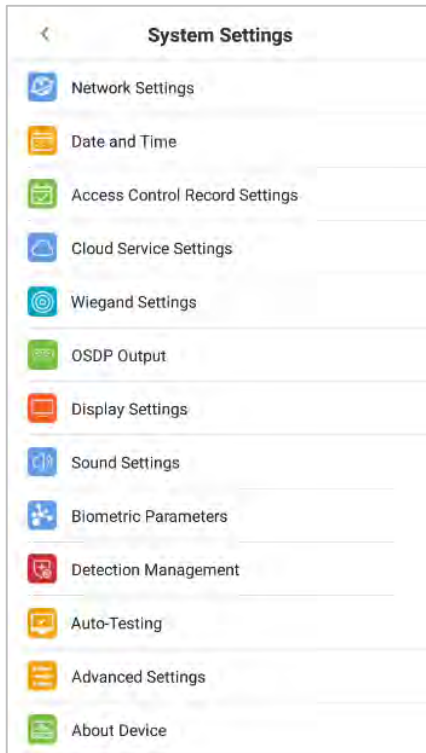 System Settings
Network Settings
Date and Time
Access Control Record Settings
Cloud Service Settings
Wiegand Settings
OSDP Output
Display Settings
Sound Settings
Biometric Parameters
Detection Management
Auto-Testing
Advanced Settings
About Device